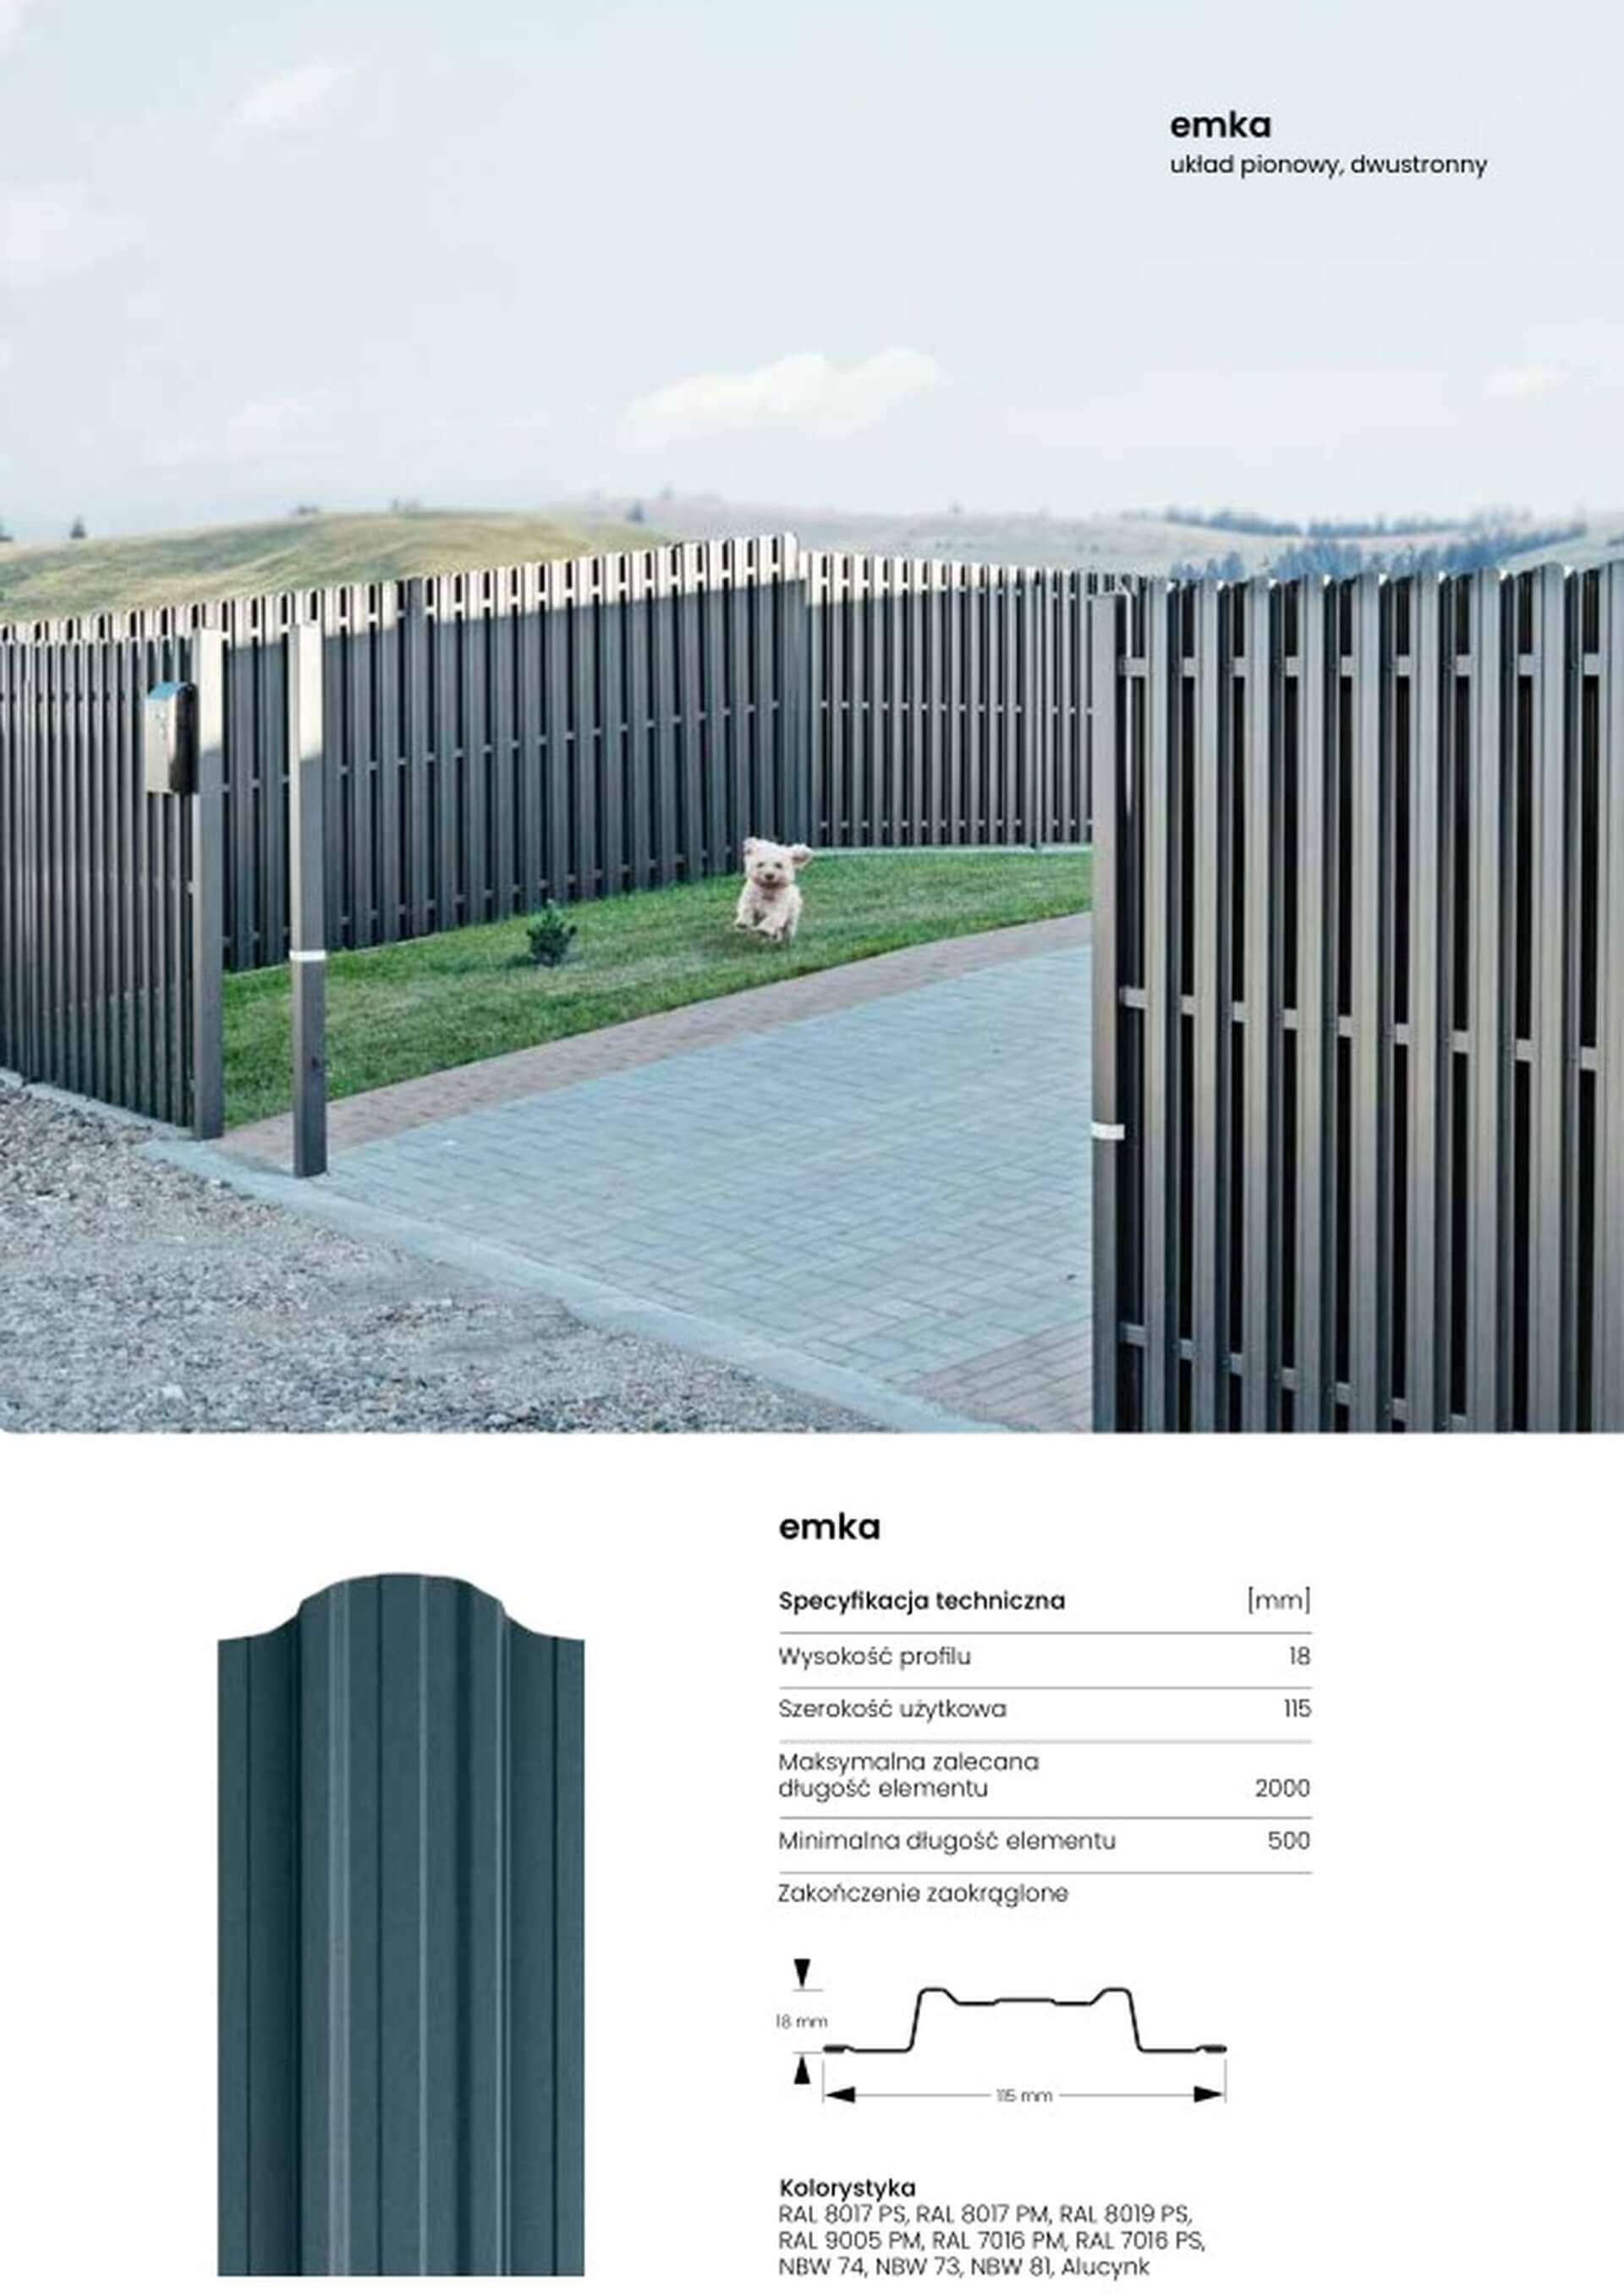 emka
układ pionowy, dwustronny
emka
Specyfikacja techniczna [mm]
Wysokość profilu 18
Szerokość użytkowa 115
Maksymalna zalecana
długość elementu 2000
Minimalna długość elementu 500
Zakończenie zaokrąglone
18 mm
115 mm
Kolorystyka
RAL 8017 PS, RAL 8017 PM, RAL 8019 PS,
RAL 9005 PM, RAL 7016 PM, RAL 7016 PS,
NBW 74, NBW 73, NBW 81, Alucynk